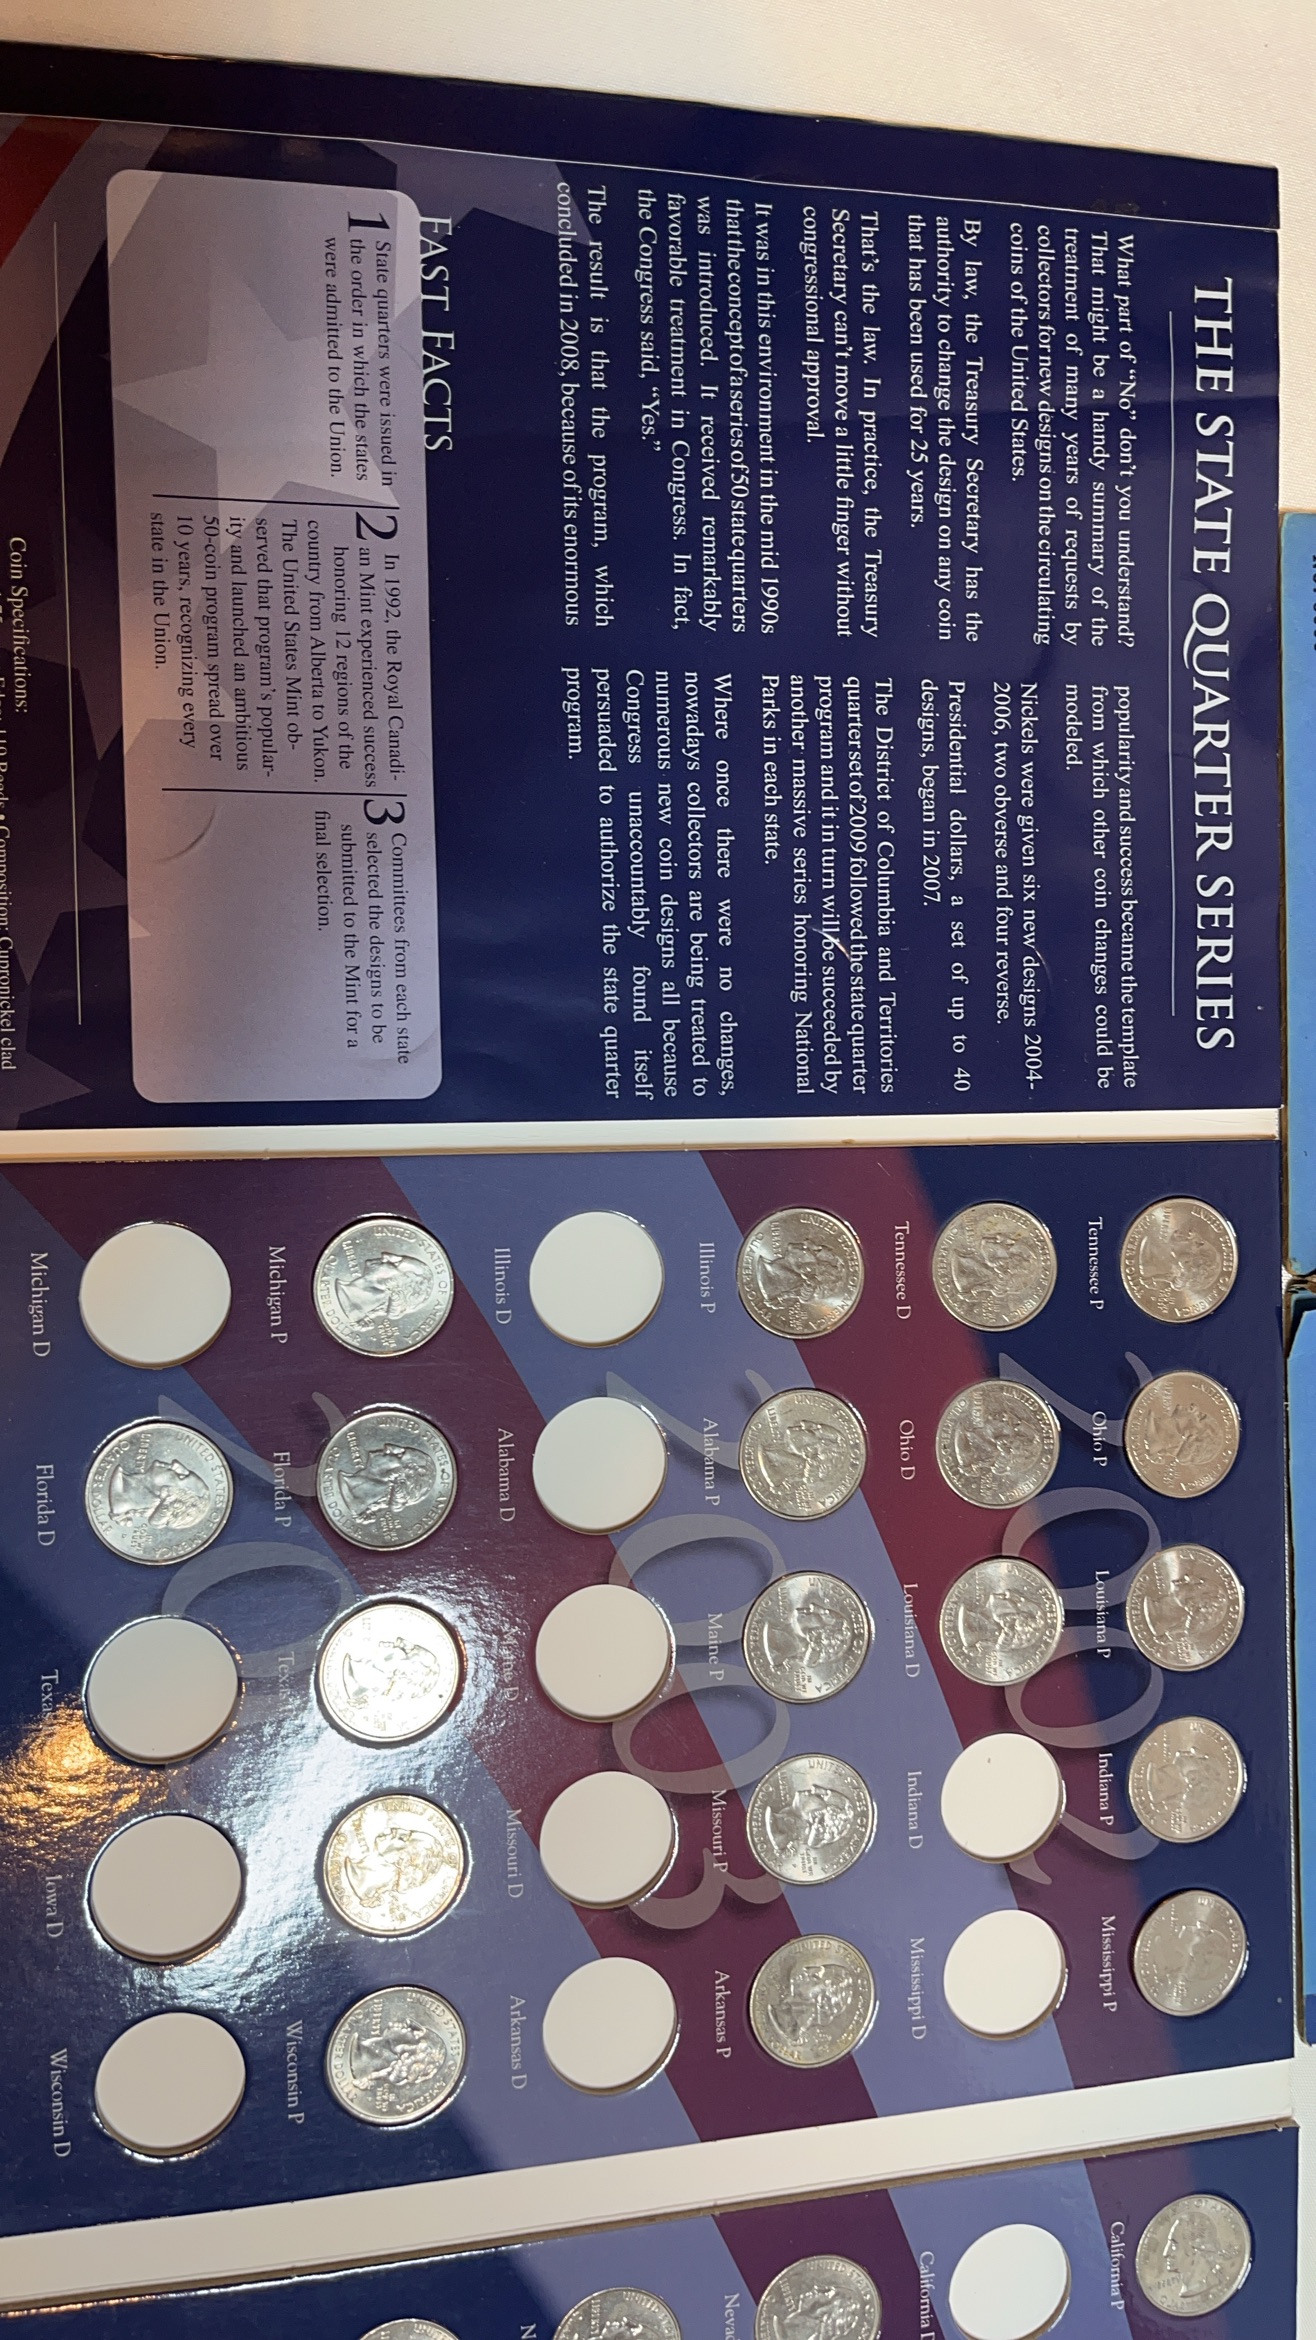 THE STATE QUARTER SERIES
What part of "No" don't you understand?
That might be a handy summary of the
treatment of many years of requests by
collectors for new designs on the circulating
coins of the United States.
By law, the Treasury Secretary has the
authority to change the design on any coin
that has been used for 25 years.
That's the law. In practice, the Treasury
Secretary can't move a little finger without
congressional approval.
It was in this environment in the mid 1990s
that the concept of a series of 50 state quarters
was introduced. It received remarkably
favorable treatment in Congress. In fact,
the Congress said, "Yes."
The result is that the program, which
concluded in 2008, because of its enormous
popularity and success became the template
from which other coin changes could be
modeled.
Nickels were given six new designs 2004-
2006, two obverse and four reverse.
Presidential dollars, a set of up to 40
designs, began in 2007.
The District of Columbia and Territories
quarter set of 2009 followed the state quarter
program and it in turn will be succeeded by
another massive series honoring National
Parks in each state.
Where once there were no changes,
nowadays collectors are being treated to
numerous new coin designs all because
Congress unaccountably found itself
persuaded to authorize the state quarter
program.
FAST FACTS
1 State quarters were issued in
the order in which the states
were admitted to the Union.
2 In 1992, the Royal Canadi-
an Mint experienced success
honoring 12 regions of the
country from Alberta to Yukon.
The United States Mint ob-
served that program's popular-
ity and launched an ambitious
50-coin program spread over
10 years, recognizing every
state in the Union.
3 Committees from each state
selected the designs to be
submitted to the Mint for a
final selection.
Coin Specifications:
Composition: Cupronickel clad
2002
Tennessee P Ohio P Louisiana P Indiana P Mississippi P
Tennessee D Ohio D Louisiana D Indiana D Mississippi D
2003
Illinois P Alabama P Maine P Missouri P Arkansas P
Illinois D Alabama D Maine D Missouri D Arkansas D
Michigan P Florida P Texas Wisconsin P
Michigan D Florida D Texas Iowa D Wisconsin D
California P
California D